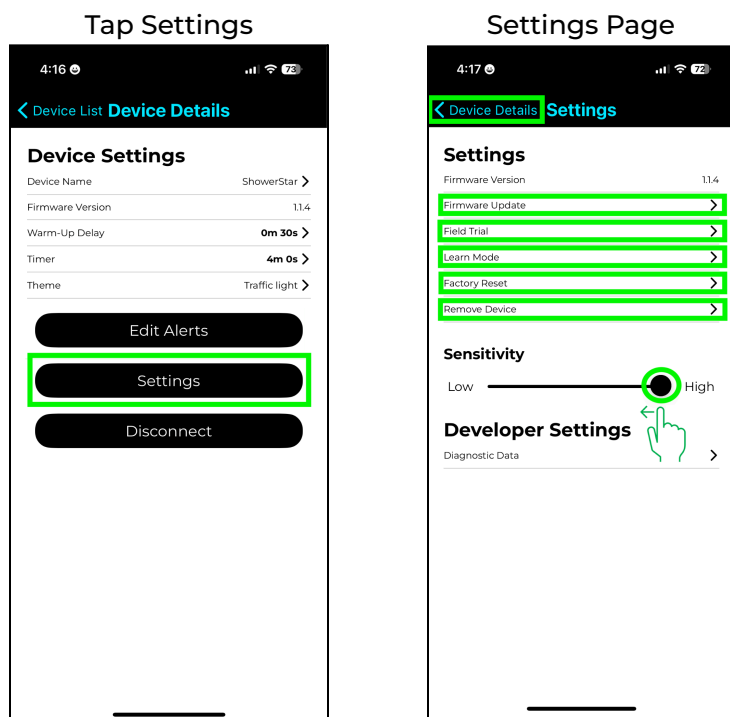 Tap Settings
4:16
73
Device List Device Details
Device Settings
Device Name ShowerStar
Firmware Version 1.1.4
Warm-Up Delay 0m 30s
Timer 4m 0s
Theme Traffic light
Edit Alerts
Settings
Disconnect
Settings Page
4:17
72
Device Details Settings
Settings
Firmware Version 1.1.4
Firmware Update
Field Trial
Learn Mode
Factory Reset
Remove Device
Sensitivity
Low High
Developer Settings
Diagnostic Data